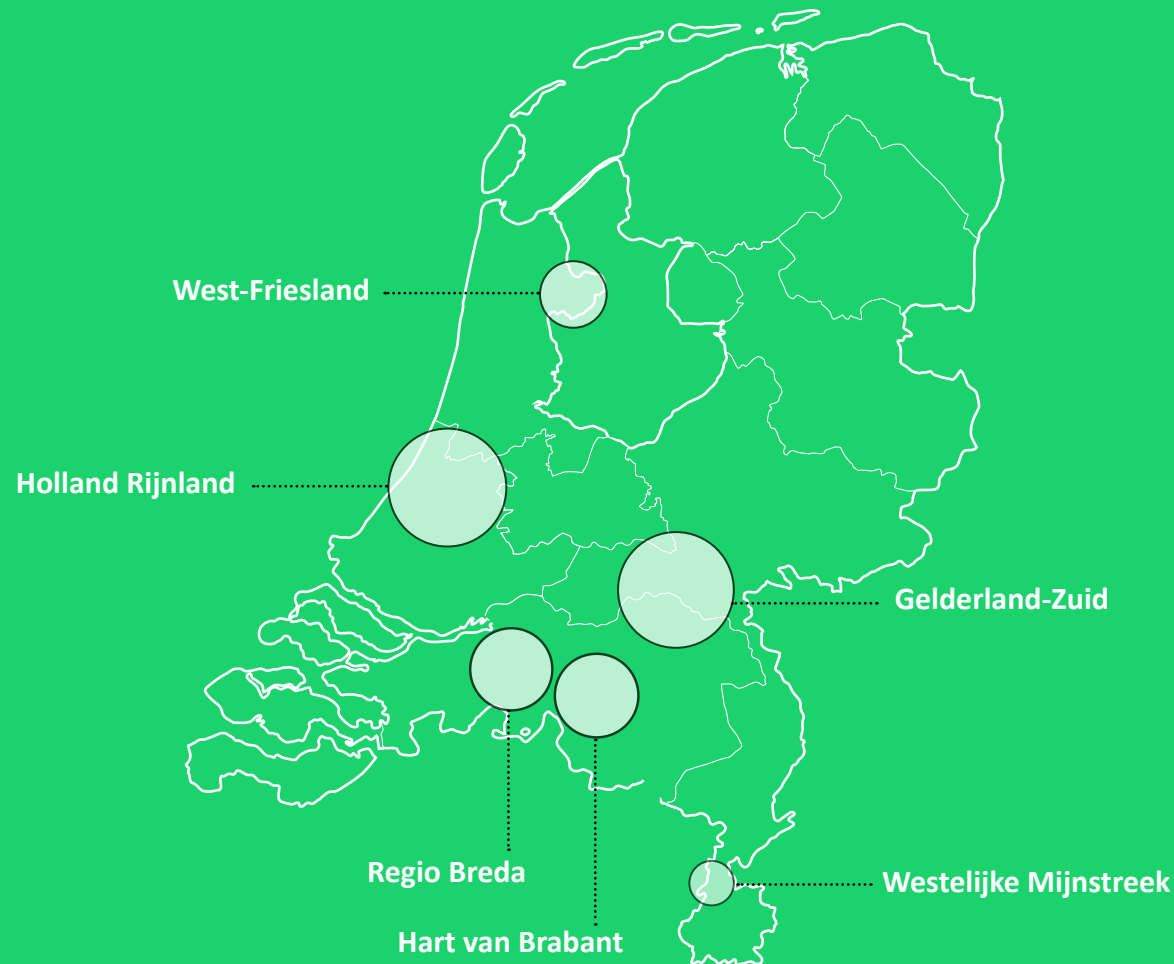 West-Friesland
Holland Rijnland
Gelderland-Zuid
Regio Breda
Westelijke Mijnstreek
Hart van Brabant